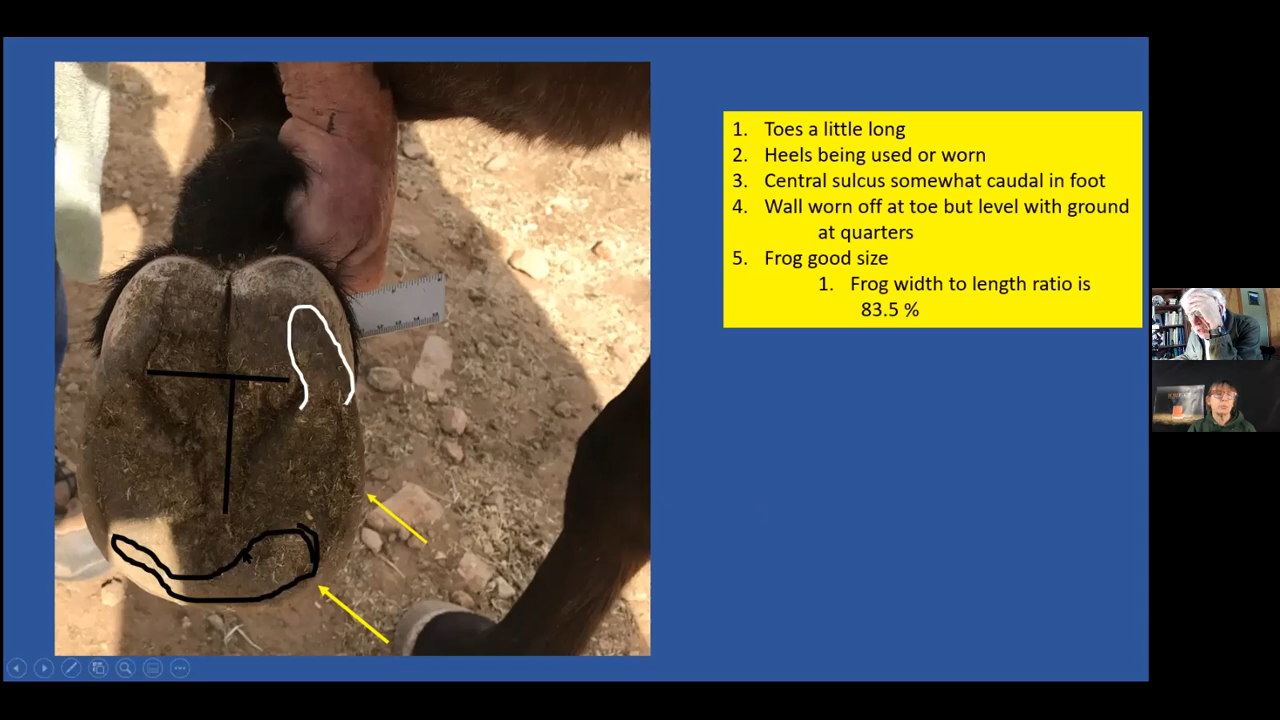 1. Toes a little long
2. Heels being used or worn
3. Central sulcus somewhat caudal in foot
4. Wall worn off at toe but level with ground
at quarters
5. Frog good size
1. Frog width to length ratio is
83.5 %